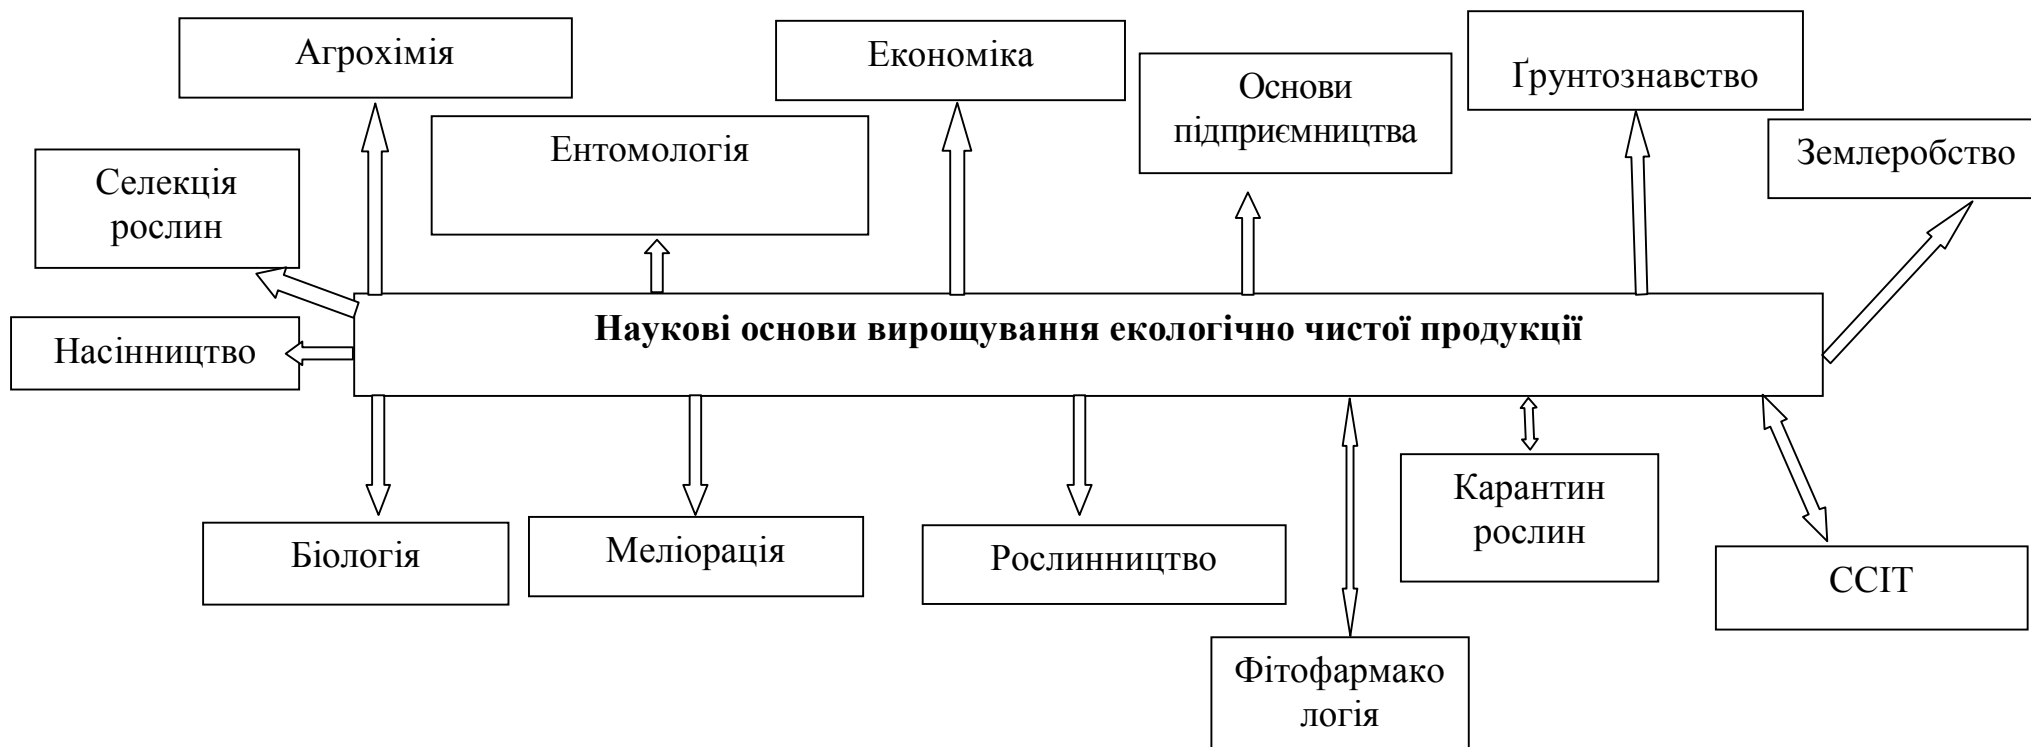 Агрохімія
Економіка
Ґрунтознавство
Основи
підприємництва
Ентомологія
Землеробство
Селекція
рослин
Наукові основи вирощування екологічно чистої продукції
Насінництво
Карантин
рослин
Біологія
Меліорація
Рослинництво
ССІТ
Фітофармако
логія